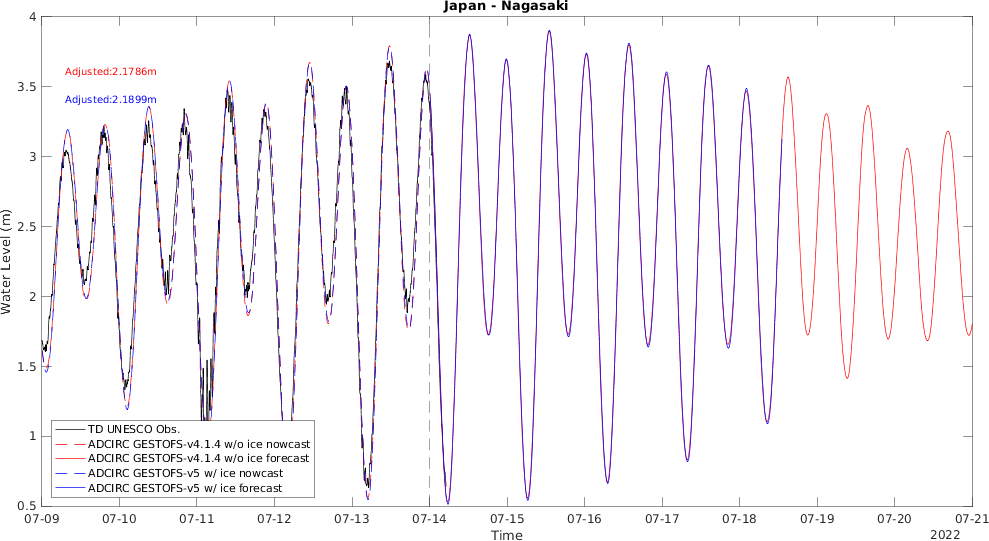 Japan - Nagasaki
4
Adjusted:2.1786m
3.5
Adjusted:2.1899m
3
2.5
Water Level (m)
2
1.5
1
0.5
TD UNESCO Obs.
ADCIRC GESTOFS-v4.1.4 w/o ice nowcast
ADCIRC GESTOFS-v4.1.4 w/o ice forecast
ADCIRC GESTOFS-v5 w/ ice nowcast
ADCIRC GESTOFS-v5 w/ ice forecast
07-09 07-10 07-11 07-12 07-13 07-14 07-15 07-16 07-17 07-18 07-19 07-20 07-21
Time
2022